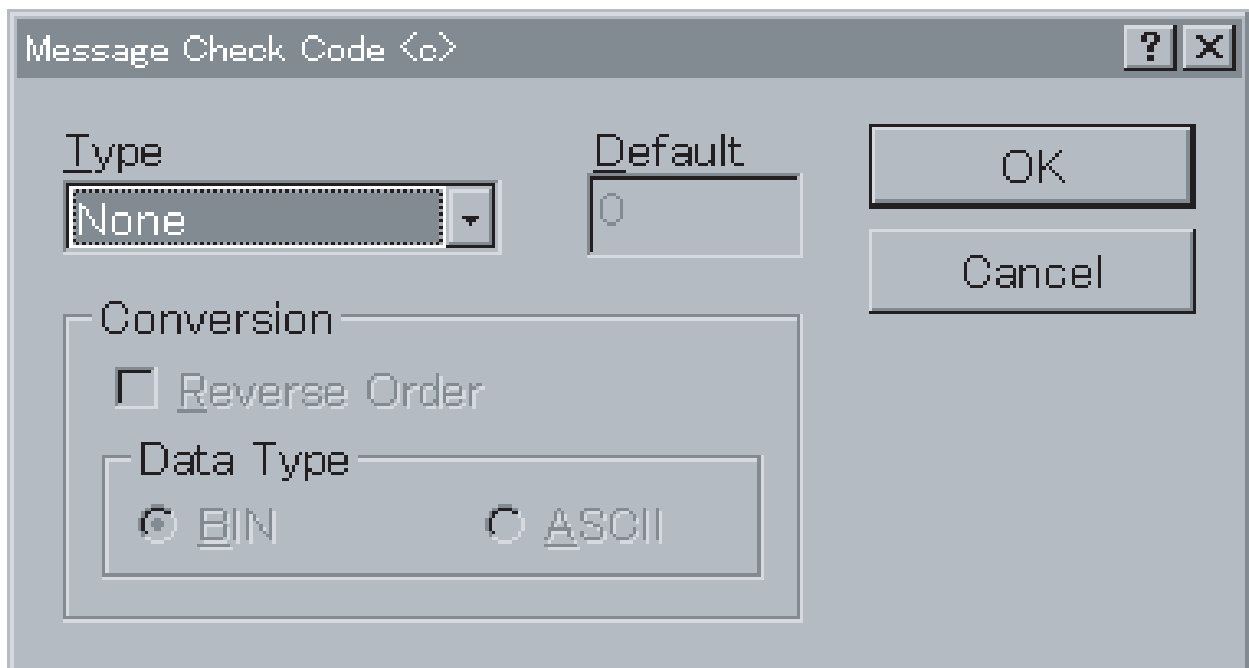 Message Check Code <c>
Type
Default
OK
None
0
Cancel
Conversion
Reverse Order
Data Type
BIN
ASCII